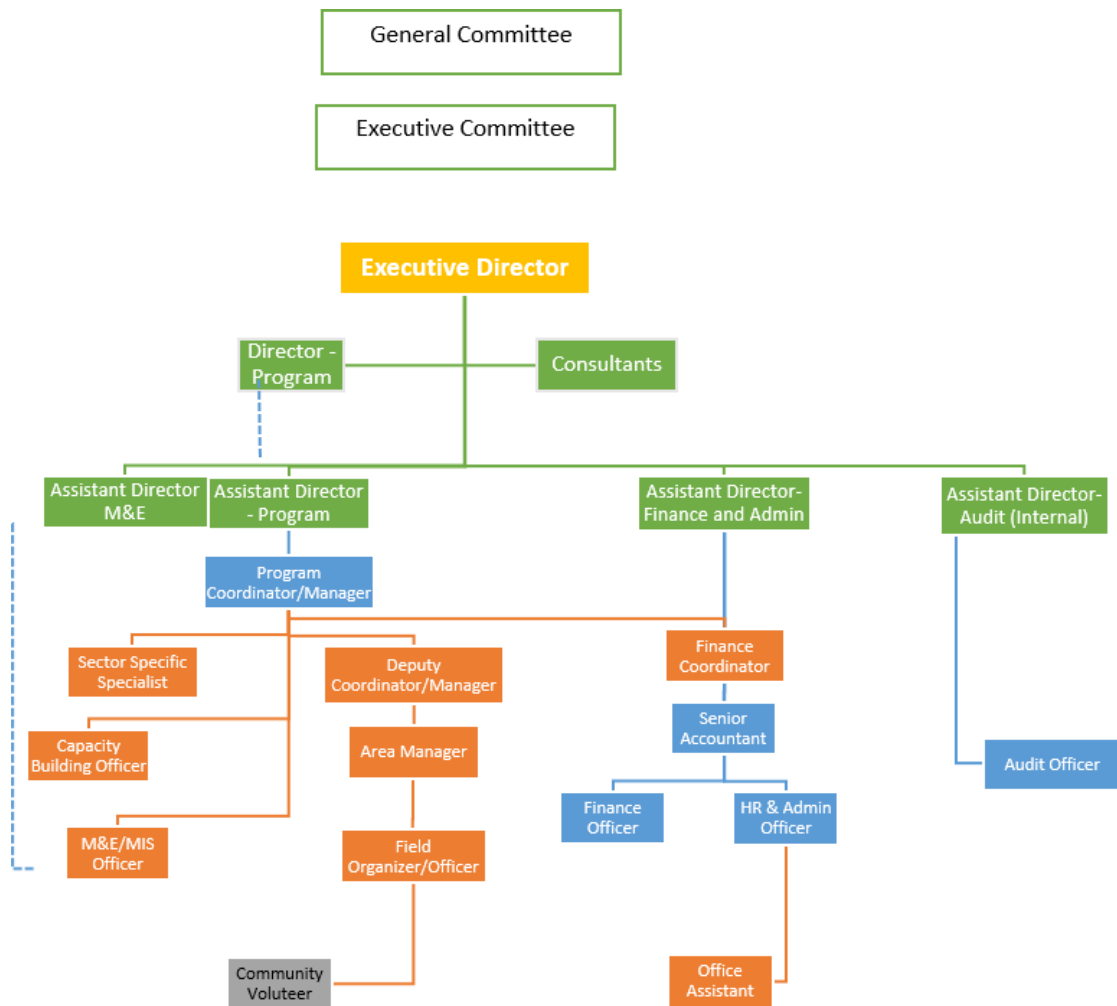 General Committee
Executive Committee
Executive Director
Director -
Program
Consultants
Assistant Director
M&E
Assistant Director
- Program
Assistant Director-
Finance and Admin
Assistant Director-
Audit (Internal)
Program
Coordinator/Manager
Sector Specific
Specialist
Deputy
Coordinator/Manager
Finance
Coordinator
Capacity
Building Officer
Area Manager
Senior
Accountant
Audit Officer
M&E/MIS
Officer
Field
Organizer/Officer
Finance
Officer
HR & Admin
Officer
Community
Voluteer
Office
Assistant